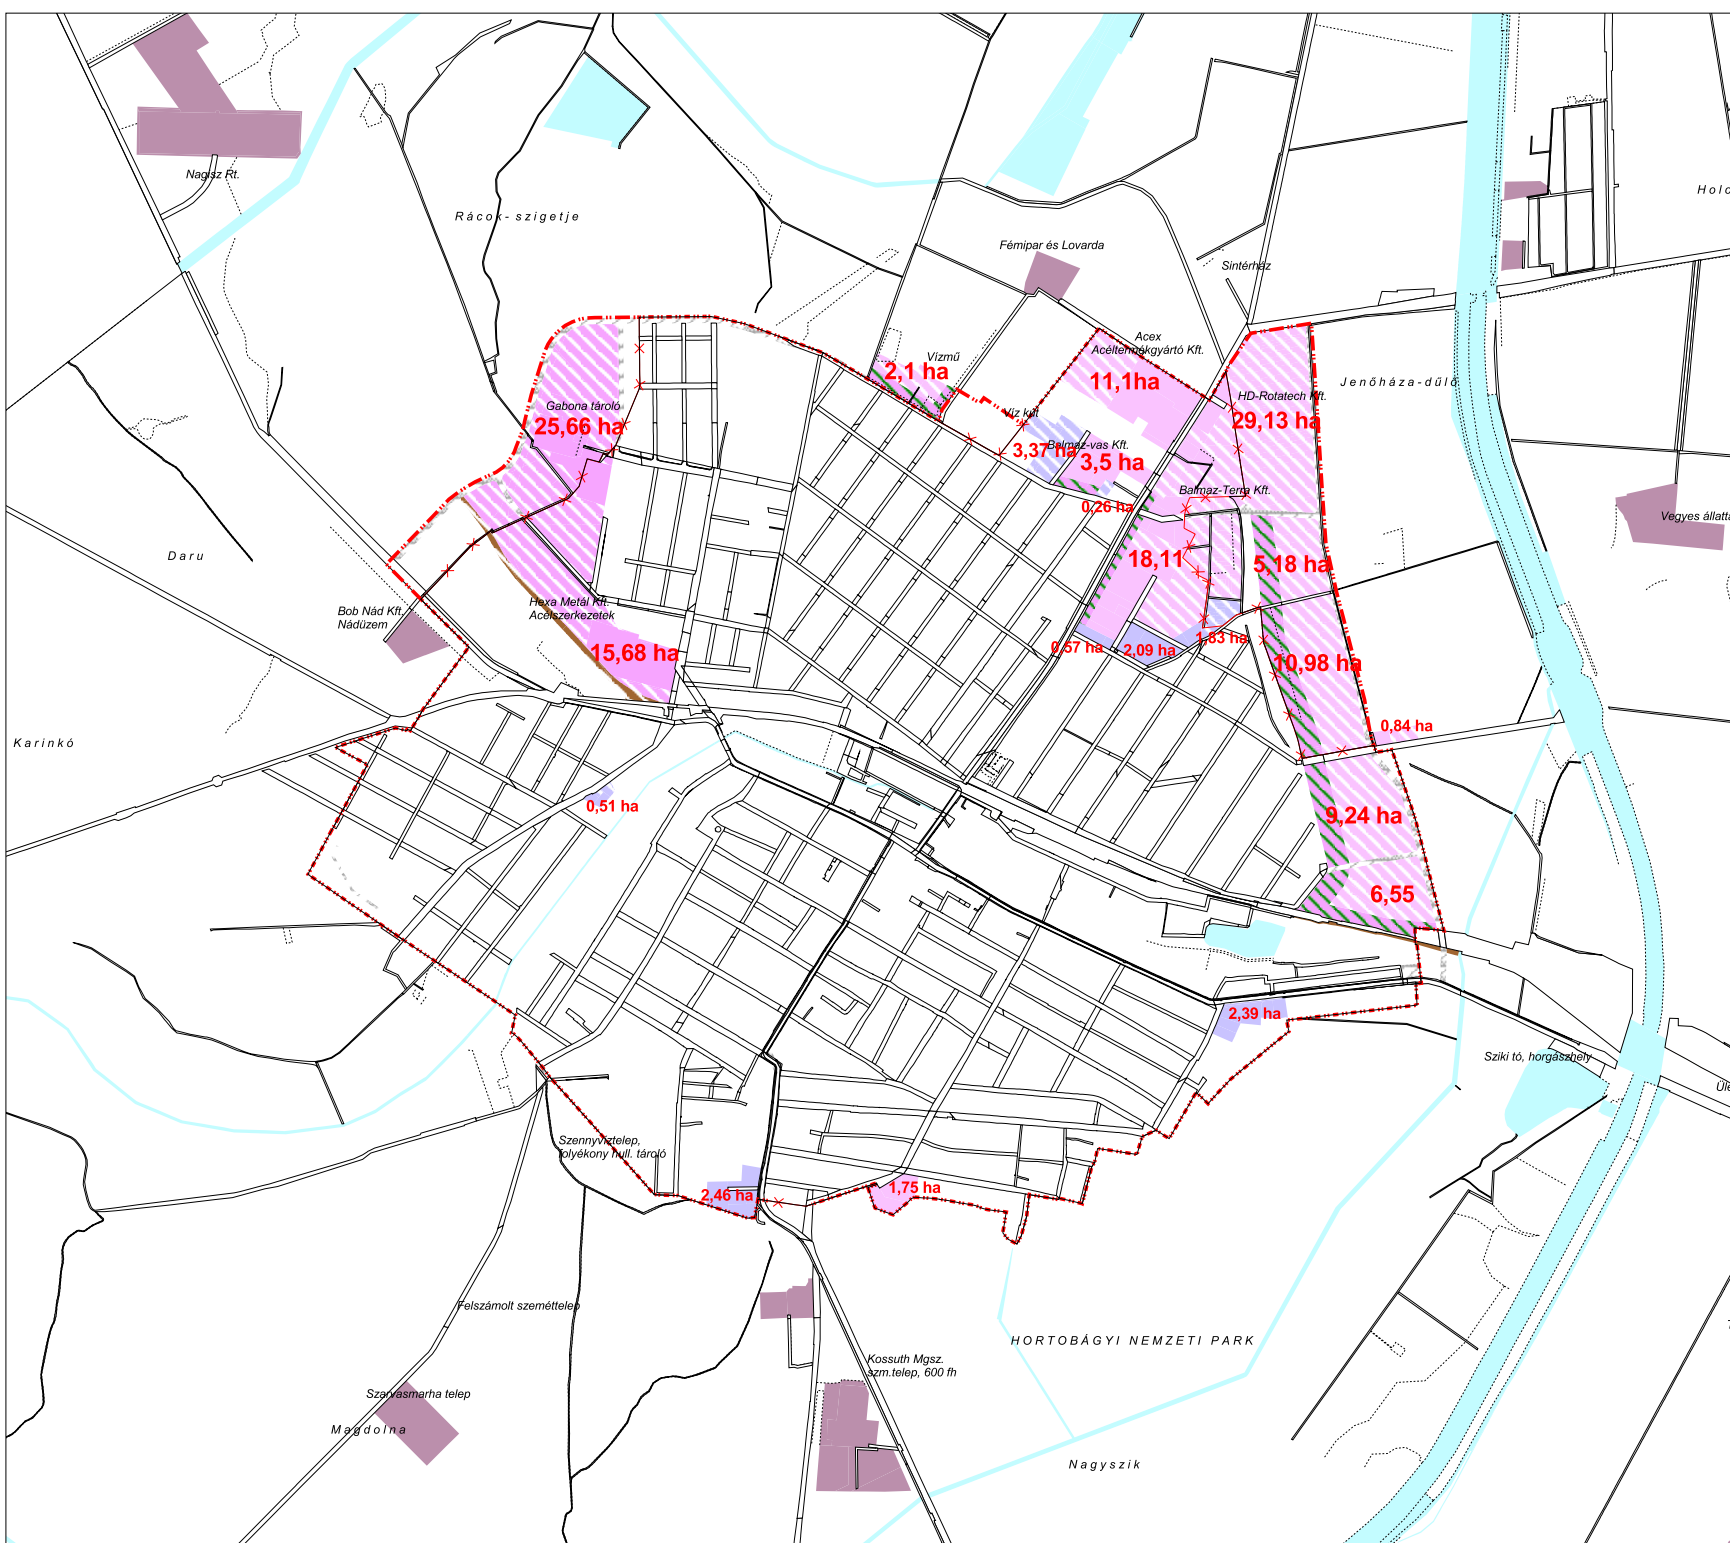 Nagisz Rt.
Rácok- szigetje
Fémipar és Lovarda
Sintérház
Acex
Acéltermékgyártó Kft.
Vízmű
2,1 ha
11,1ha
Jenőháza-dűlő
HD-Rotatech Kft.
29,13 ha
Gabona tároló
25,66 ha
Víz kút
Balmaz-vas Kft.
3,37 ha
3,5 ha
Balmaz-Terra Kft.
0,26 ha
Daru
18,11
5,18 ha
Hexa Metál Kft.
Acélszerkezetek
Bob Nád Kft.
Nádüzem
15,68 ha
0,57 ha
2,09 ha
1,83 ha
10,98 ha
Karinkó
0,84 ha
0,51 ha
9,24 ha
6,55
2,39 ha
Sziki tó, horgászhely
Szennyvíztelep,
folyékony hull. tároló
2,46 ha
1,75 ha
Felszámolt szeméttelep
HORTOBÁGYI NEMZETI PARK
Kossuth Mgsz.
szm.telep, 600 fh
Szarvasmarha telep
Magdolna
Nagyszik